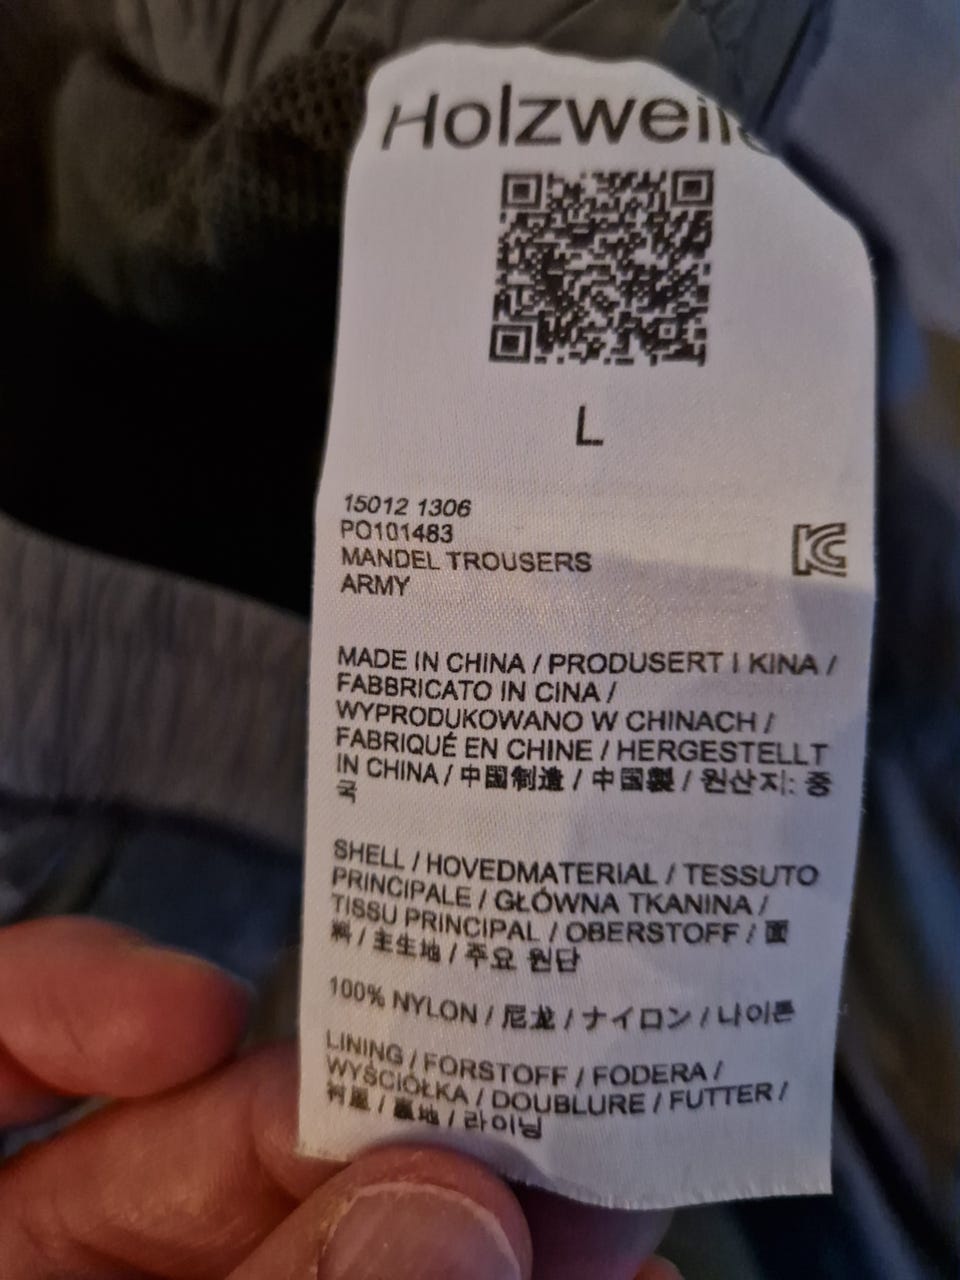 Holzweile
L
15012 1306
PO101483
MANDEL TROUSERS
ARMY
KC
MADE IN CHINA / PRODUSERT I KINA /
FABBRICATO IN CINA /
WYPRODUKOWANO W CHINACH /
FABRIQUÉ EN CHINE / HERGESTELLT
IN CHINA / 中國制造 / 中國製 / 원산지: 중
국
SHELL / HOVEDMATERIAL / TESSUTO
PRINCIPALE / GŁÓWNA TKANINA /
TISSU PRINCIPAL / OBERSTOFF / 面
料 / 主生地 / 주요 원단
100% NYLON / 尼龙 / ナイロン / 나이론
LINING / FORSTOFF / FODERA /
WYŚCIÓŁKA / DOUBLURE / FUTTER /
衬里 / 裏地 / 라이닝